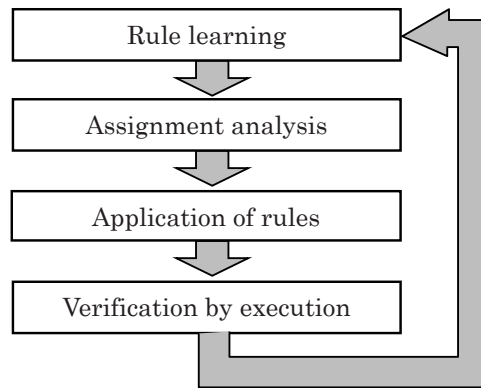 Rule learning
Assignment analysis
Application of rules
Verification by execution